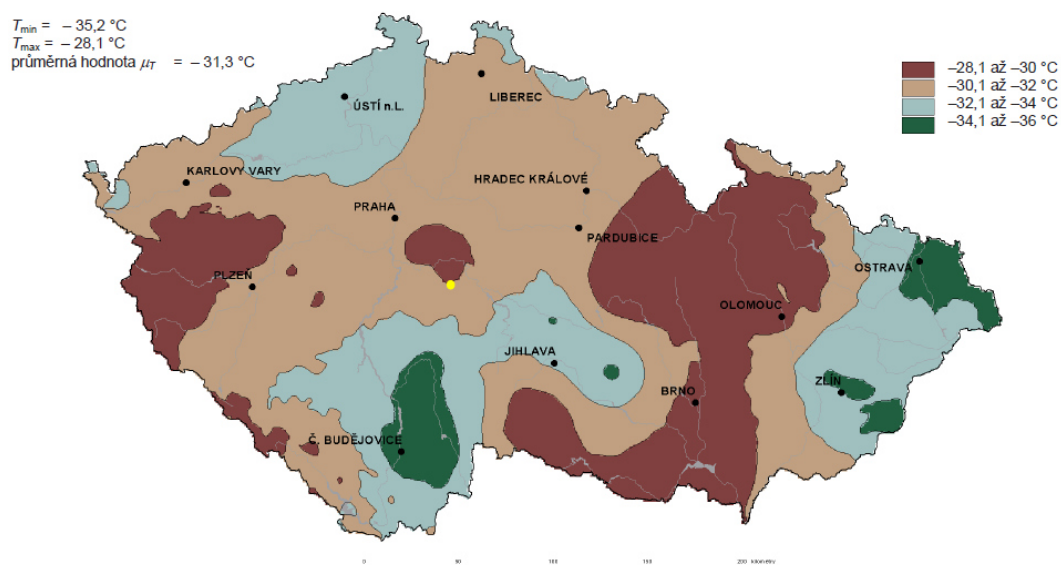 Tmin = – 35,2 °C
Tmax = – 28,1 °C
průměrná hodnota μT = – 31,3 °C
–28,1 až –30 °C
–30,1 až –32 °C
–32,1 až –34 °C
–34,1 až –36 °C
LIBEREC
ÚSTÍ n.L.
KARLOVY VARY
HRADEC KRÁLOVÉ
PRAHA
PARDUBICE
OSTRAVA
PLZEŇ
OLOMOUC
JIHLAVA
ZLÍN
BRNO
Č. BUDĚJOVICE
0 50 100 150 200 kilometry